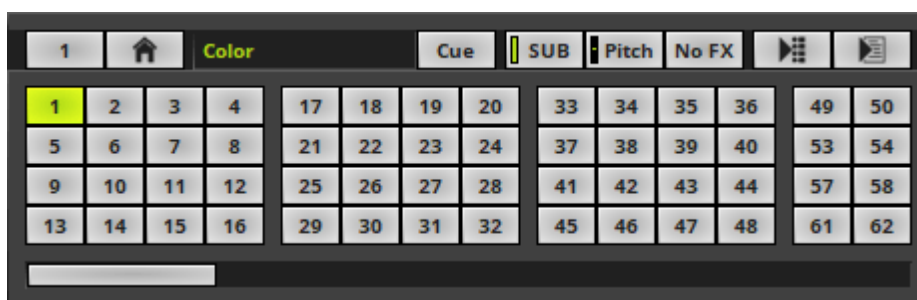 1 Color Cue SUB Pitch No FX
1 2 3 4 17 18 19 20 33 34 35 36 49 50
5 6 7 8 21 22 23 24 37 38 39 40 53 54
9 10 11 12 25 26 27 28 41 42 43 44 57 58
13 14 15 16 29 30 31 32 45 46 47 48 61 62